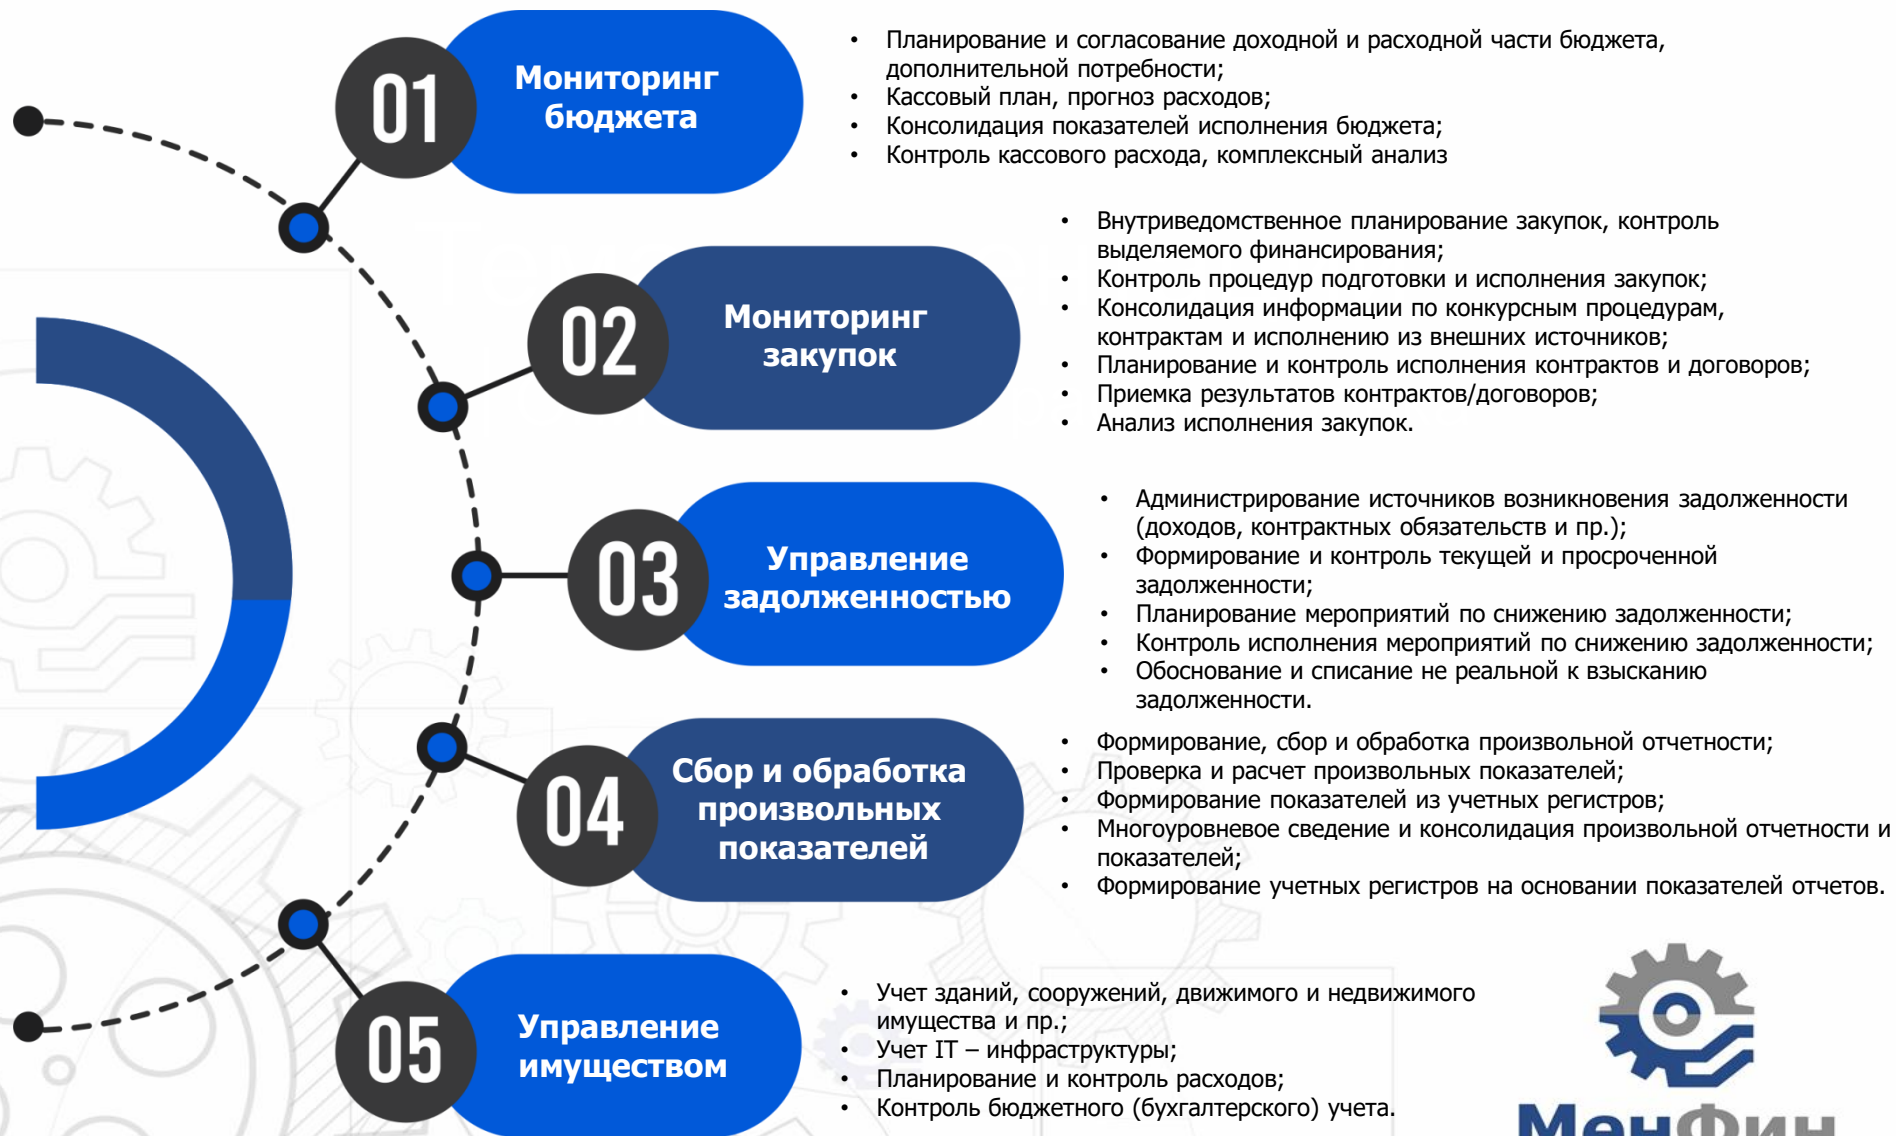 01
Мониторинг
бюджета
• Планирование и согласование доходной и расходной части бюджета,
дополнительной потребности;
• Кассовый план, прогноз расходов;
• Консолидация показателей исполнения бюджета;
• Контроль кассового расхода, комплексный анализ
02
Мониторинг
закупок
• Внутриведомственное планирование закупок, контроль
выделяемого финансирования;
• Контроль процедур подготовки и исполнения закупок;
• Консолидация информации по конкурсным процедурам,
контрактам и исполнению из внешних источников;
• Планирование и контроль исполнения контрактов и договоров;
• Приемка результатов контрактов/договоров;
• Анализ исполнения закупок.
03
Управление
задолженностью
• Администрирование источников возникновения задолженности
(доходов, контрактных обязательств и пр.);
• Формирование и контроль текущей и просроченной
задолженности;
• Планирование мероприятий по снижению задолженности;
• Контроль исполнения мероприятий по снижению задолженности;
• Обоснование и списание не реальной к взысканию
задолженности.
04
Сбор и обработка
произвольных
показателей
• Формирование, сбор и обработка произвольной отчетности;
• Проверка и расчет произвольных показателей;
• Формирование показателей из учетных регистров;
• Многоуровневое сведение и консолидация произвольной отчетности и
показателей;
• Формирование учетных регистров на основании показателей отчетов.
05
Управление
имуществом
• Учет зданий, сооружений, движимого и недвижимого
имущества и пр.;
• Учет IT – инфраструктуры;
• Планирование и контроль расходов;
• Контроль бюджетного (бухгалтерского) учета.
МенФин